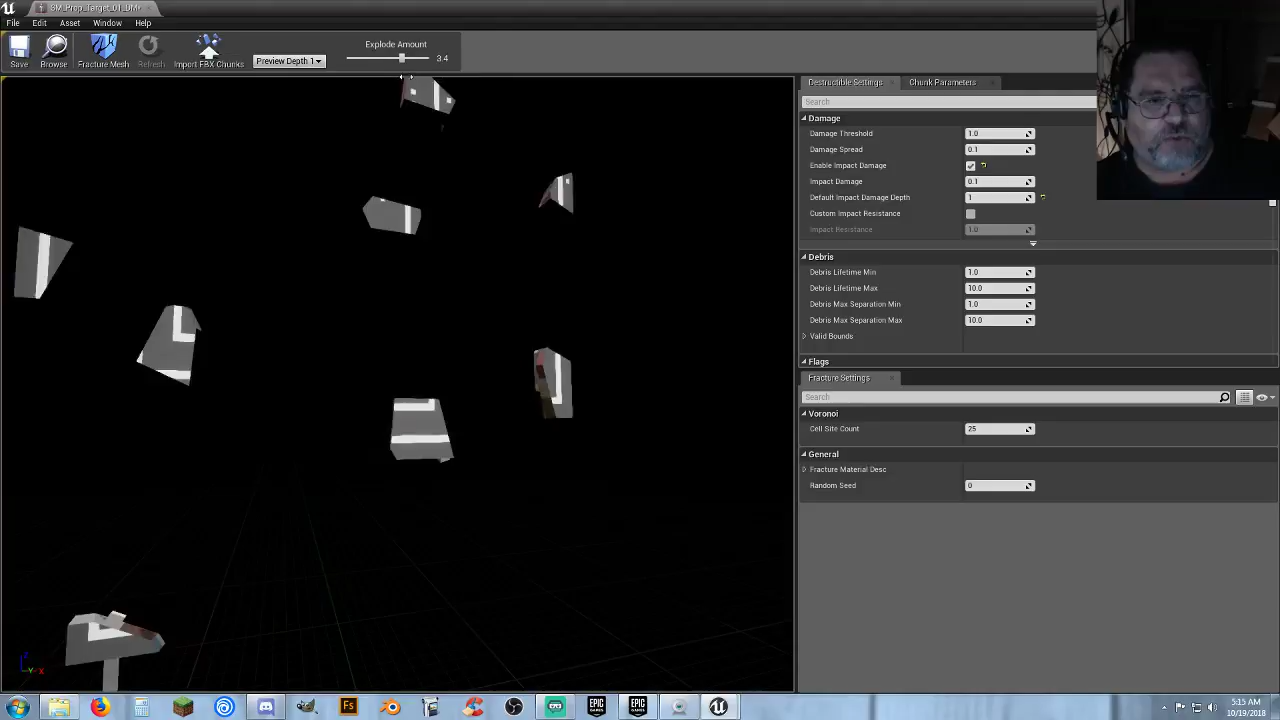 SM_Prop_Target_01_DM
File Edit Asset Window Help
Save Browse Fracture Mesh Refresh Import FBX Chunks Preview Depth 1 Explode Amount 3.4
Destructible Settings Chunk Parameters
Search
Damage
Damage Threshold 1.0
Damage Spread 0.1
Enable Impact Damage
Impact Damage 0.1
Default Impact Damage Depth 1
Custom Impact Resistance
Impact Resistance 1.0
Debris
Debris Lifetime Min 1.0
Debris Lifetime Max 10.0
Debris Max Separation Min 1.0
Debris Max Separation Max 10.0
Valid Bounds
Flags
Fracture Settings
Search
Voronoi
Cell Site Count 25
General
Fracture Material Desc
Random Seed 0
Z
Y X
Fs EPIC GAMES EPIC GAMES
5:15 AM
10/19/2018